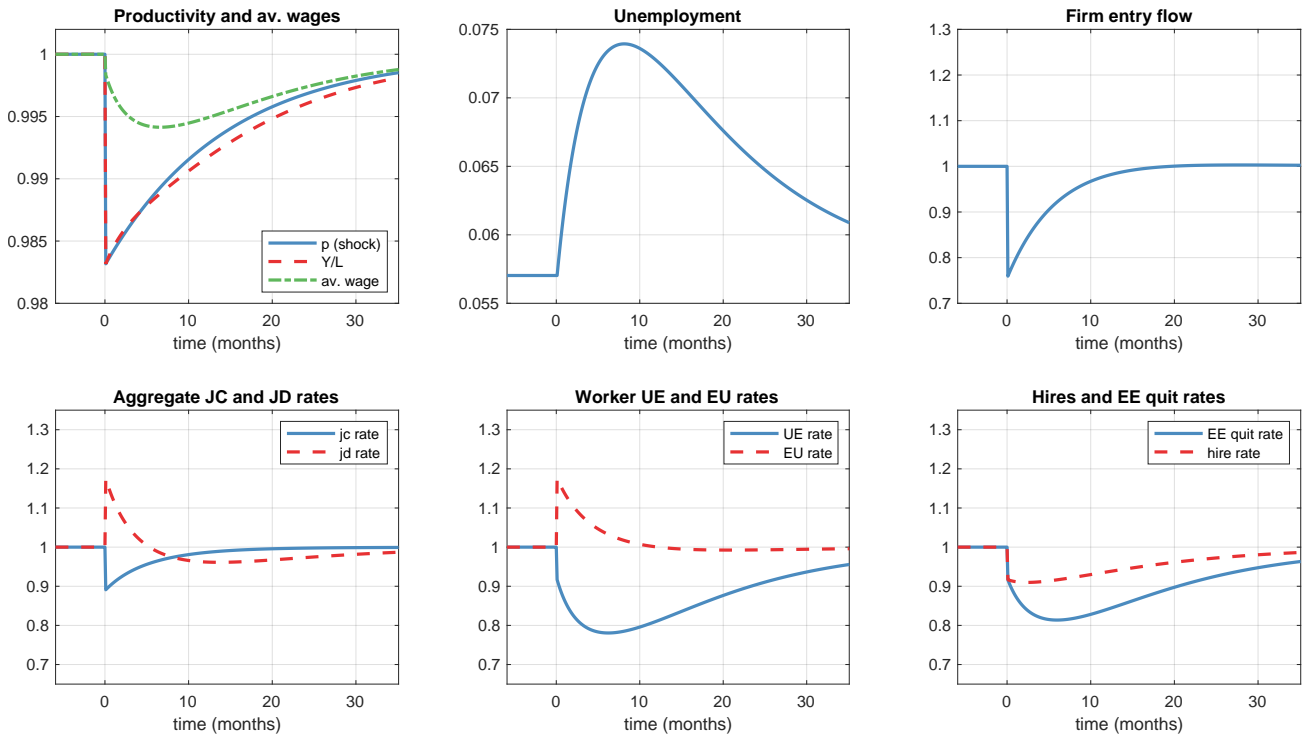 Productivity and av. wages
1
0.995
0.99
0.985
0.98
p (shock)
Y/L
av. wage
0
10
20
30
time (months)
Unemployment
0.075
0.07
0.065
0.06
0.055
0
10
20
30
time (months)
Firm entry flow
1.3
1.2
1.1
1
0.9
0.8
0.7
0
10
20
30
time (months)
Aggregate JC and JD rates
1.3
1.2
1.1
1
0.9
0.8
0.7
jc rate
jd rate
0
10
20
30
time (months)
Worker UE and EU rates
1.3
1.2
1.1
1
0.9
0.8
0.7
UE rate
EU rate
0
10
20
30
time (months)
Hires and EE quit rates
1.3
1.2
1.1
1
0.9
0.8
0.7
EE quit rate
hire rate
0
10
20
30
time (months)